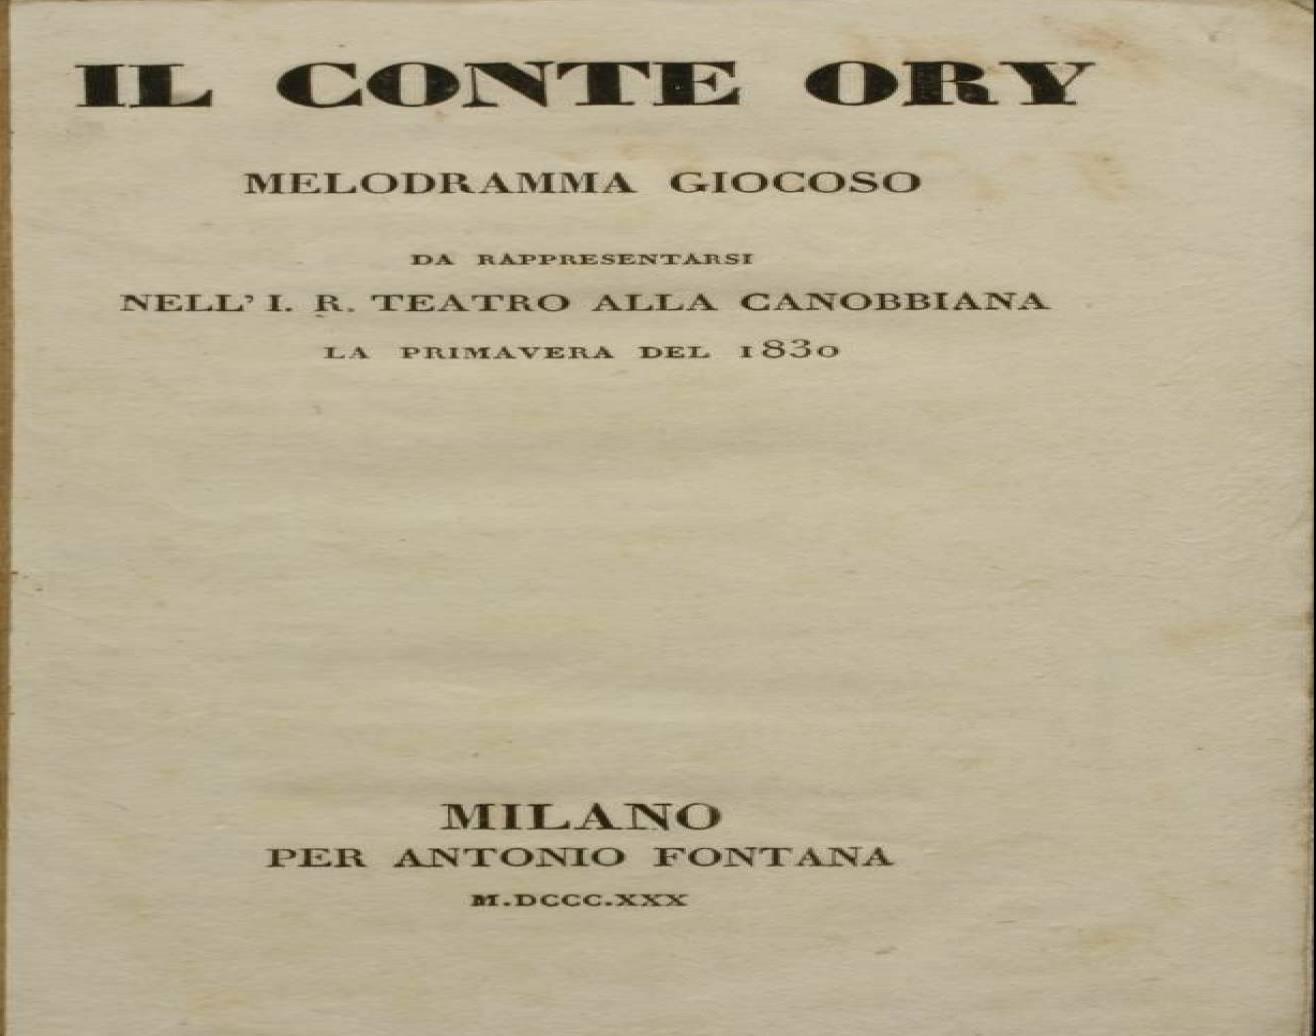 IL CONTE ORY
MELODRAMMA GIOCOSO
DA RAPPRESENTARSI
NELL' I. R. TEATRO ALLA CANOBBIANA
LA PRIMAVERA DEL 1830
MILANO
PER ANTONIO FONTANA
M.DCCC.XXX